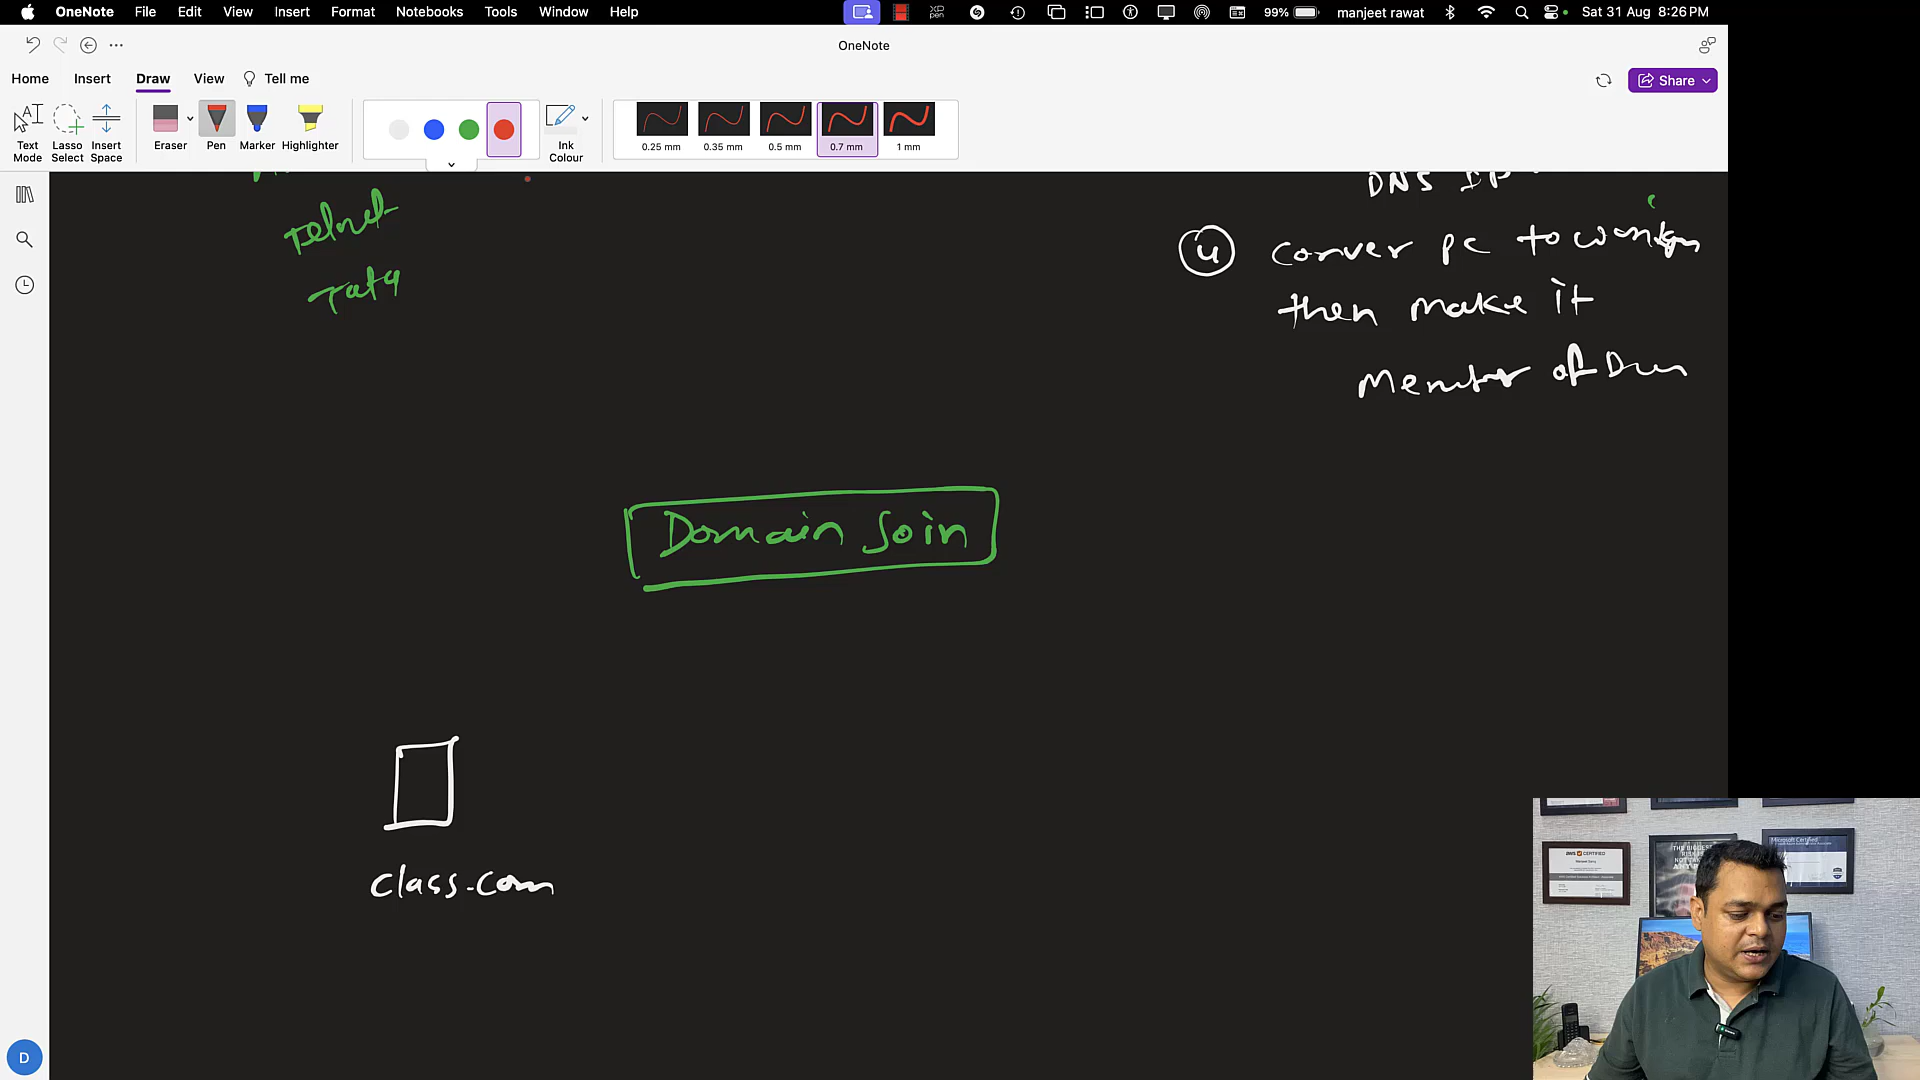 OneNote File Edit View Insert Format Notebooks Tools Window Help 99% manjeet rawat Sat 31 Aug 8:26 PM
OneNote
Home Insert Draw View Tell me
Share
Text Mode
Lasso Select
Insert Space
Eraser
Pen
Marker
Highlighter
Ink Colour
0.25 mm
0.35 mm
0.5 mm
0.7 mm
1 mm
DNS IP
Telnet
④ conver pc to
then make it
of
Domain Join
class.com
D